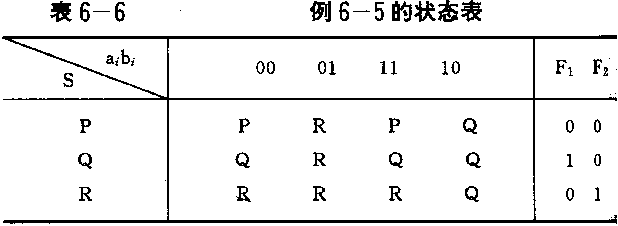 表6-6 例6-5的状态表
S aᵢbᵢ 00 01 11 10 F₁ F₂
P P R P Q 0 0
Q Q R Q Q 1 0
R R R R Q 0 1